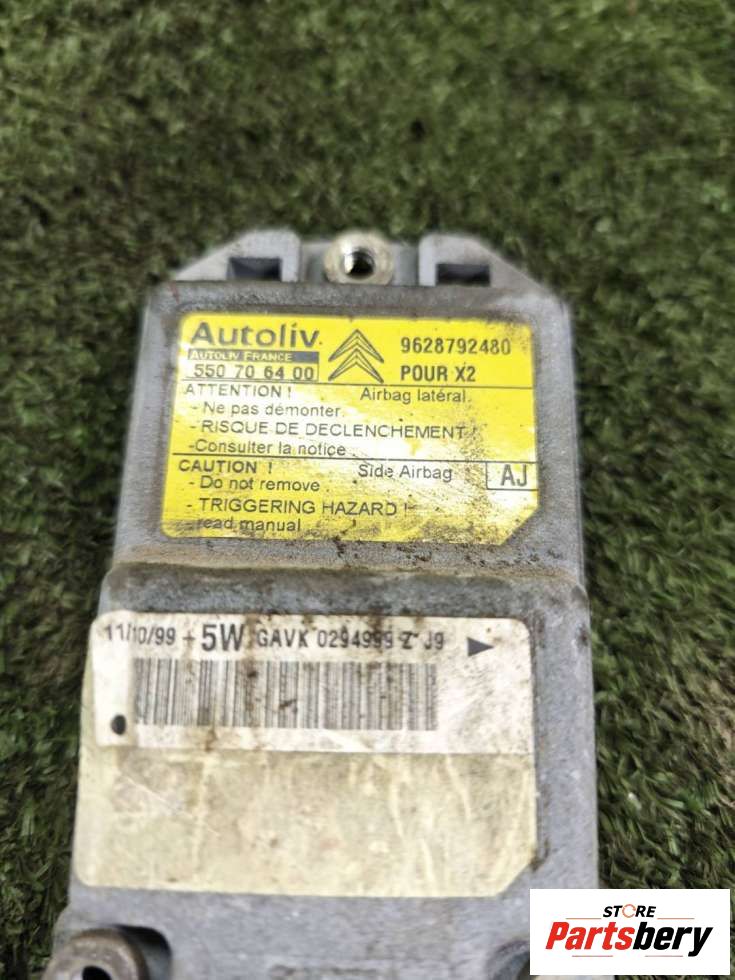 Autoliv.
AUTOLIV FRANCE
550 70 64 00
9628792480
POUR X2
ATTENTION ! Airbag latéral.
- Ne pas démonter.
- RISQUE DE DECLENCHEMENT !
-Consulter la notice
CAUTION ! Side Airbag AJ
- Do not remove
- TRIGGERING HAZARD !
-read manual
11/10/99 - 5W GAVK 0294999 Z J9
STORE
Partsbery